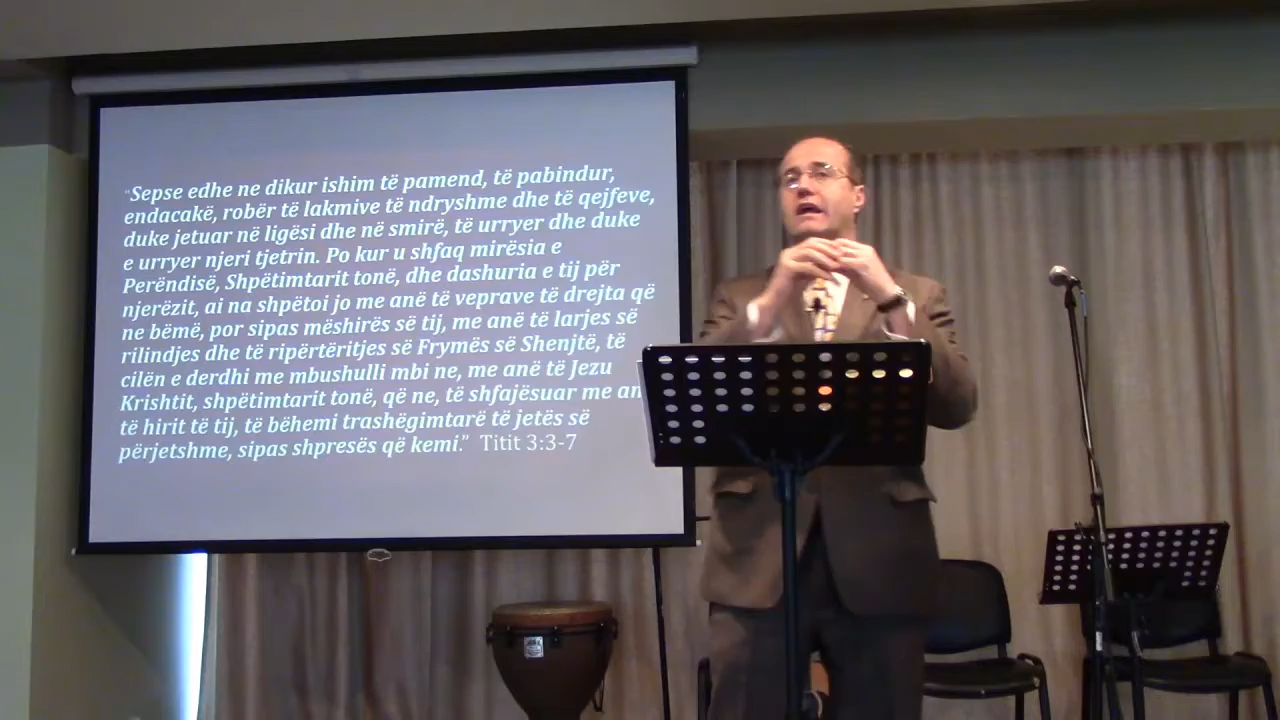 "Sepse edhe ne dikur ishim të pamend, të pabindur,
endacakë, robër të lakmive të ndryshme dhe të qejfeve,
duke jetuar në ligësi dhe në smirë, të urryer dhe duke
e urryer njeri tjetrin. Po kur u shfaq mirësia e
Perëndisë, Shpëtimtarit tonë, dhe dashuria e tij për
njerëzit, ai na shpëtoi jo me anë të veprave të drejta që
ne bëmë, por sipas mëshirës së tij, me anë të larjes së
rilindjes dhe të ripërtëritjes së Frymës së Shenjtë, të
cilën e derdhi me mbushulli mbi ne, me anë të Jezu
Krishtit, shpëtimtarit tonë, që ne, të shfajësuar me an
të hirit të tij, të bëhemi trashëgimtarë të jetës së
përjetshme, sipas shpresës që kemi." Titit 3:3-7